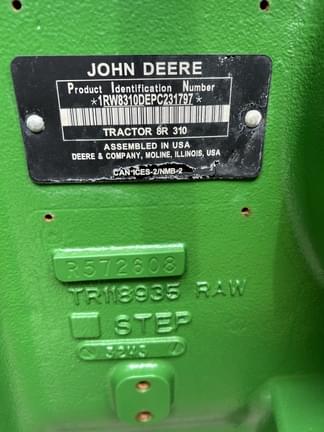 JOHN DEERE
Product Identification Number
*1RW8310DEPC231797*
TRACTOR 8R 310
ASSEMBLED IN USA
DEERE & COMPANY, MOLINE, ILLINOIS, USA
CAN ICES-2/NMB-2
R572608
TR118935 RAW
STEP
3243